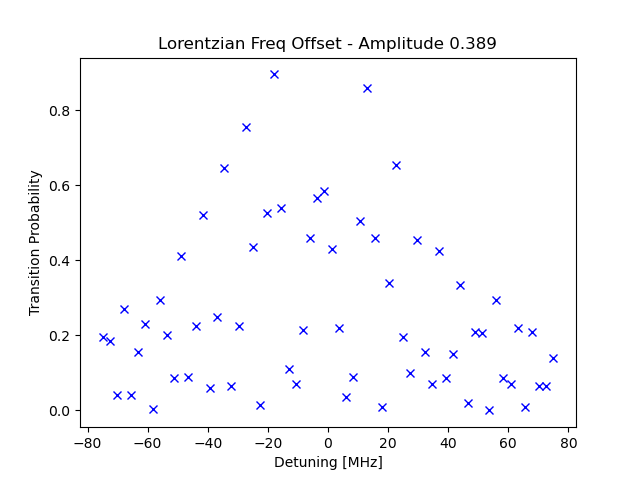 Lorentzian Freq Offset - Amplitude 0.389
Transition Probability
0.8
0.6
0.4
0.2
0.0
−80 −60 −40 −20 0 20 40 60 80
Detuning [MHz]